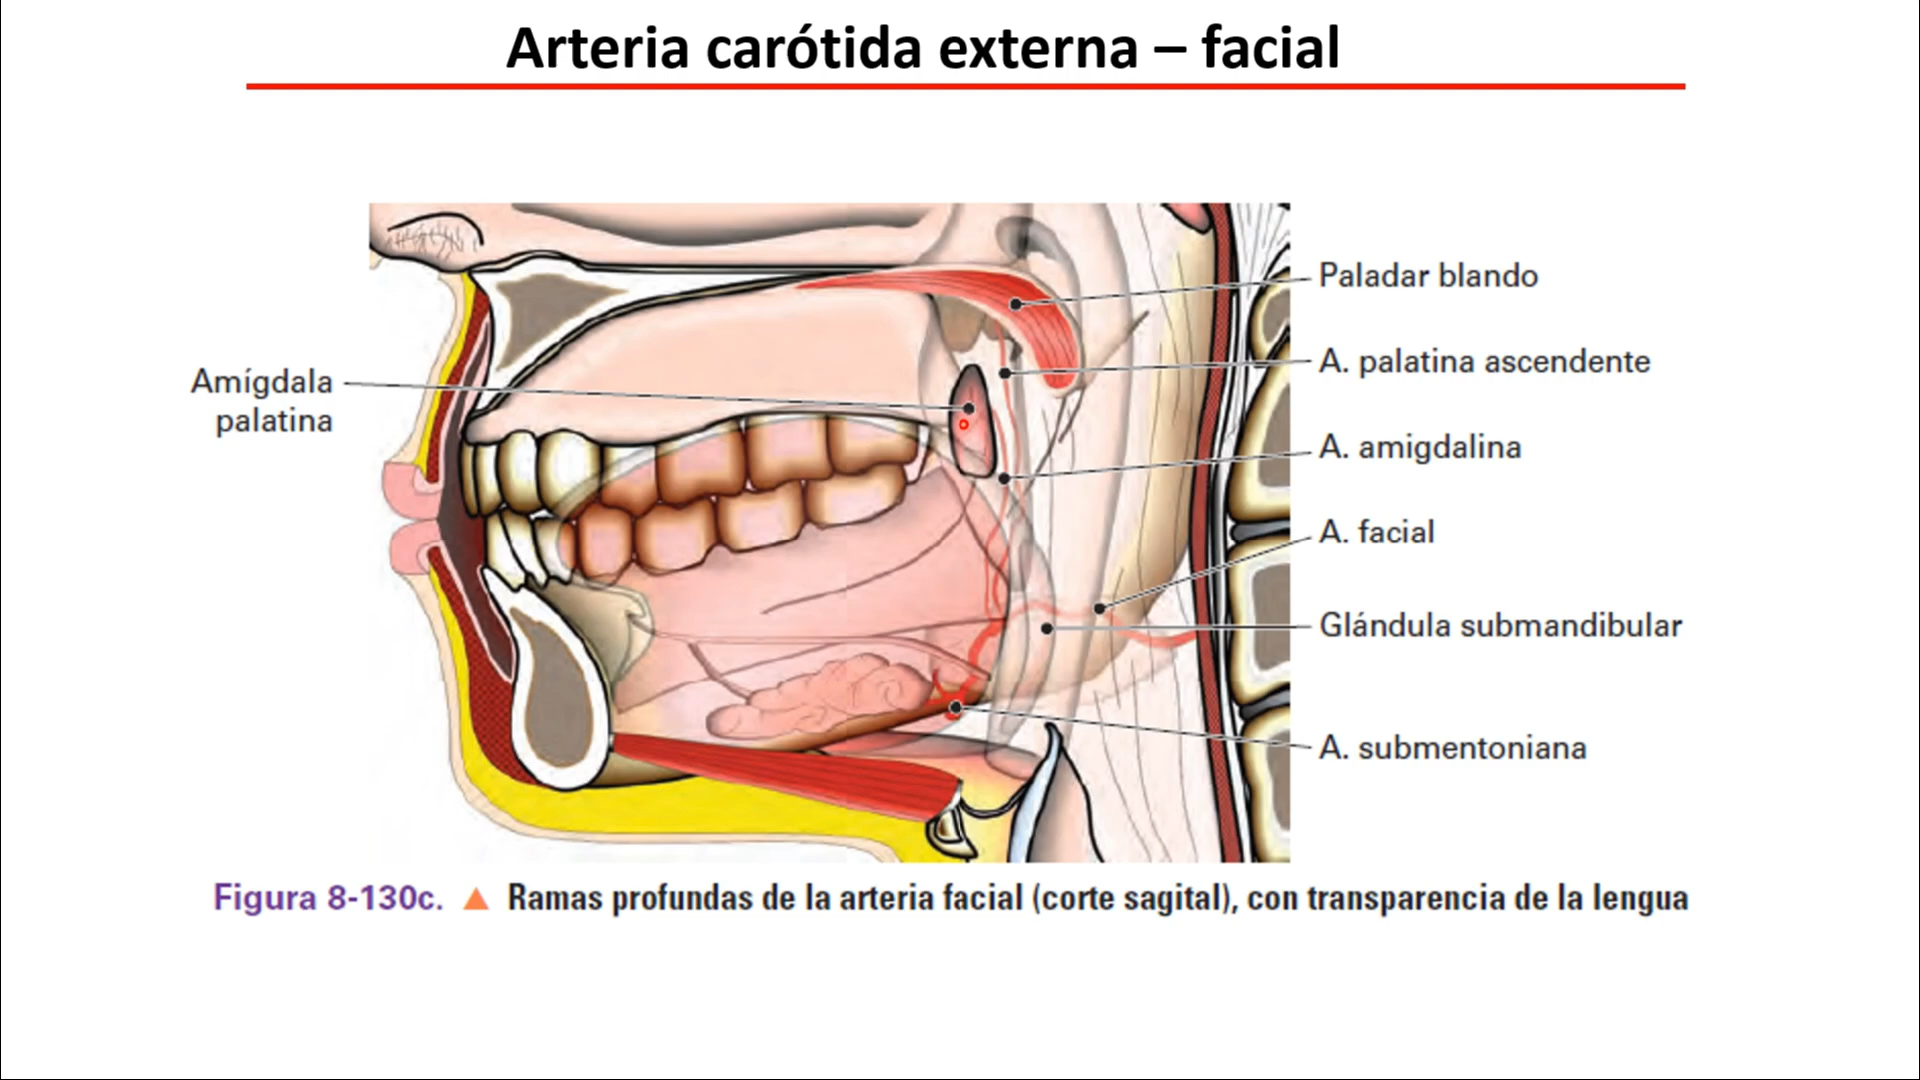 Arteria carótida externa – facial
Paladar blando
A. palatina ascendente
Amígdala
palatina
A. amigdalina
A. facial
Glándula submandibular
A. submentoniana
Figura 8-130c. ▲ Ramas profundas de la arteria facial (corte sagital), con transparencia de la lengua